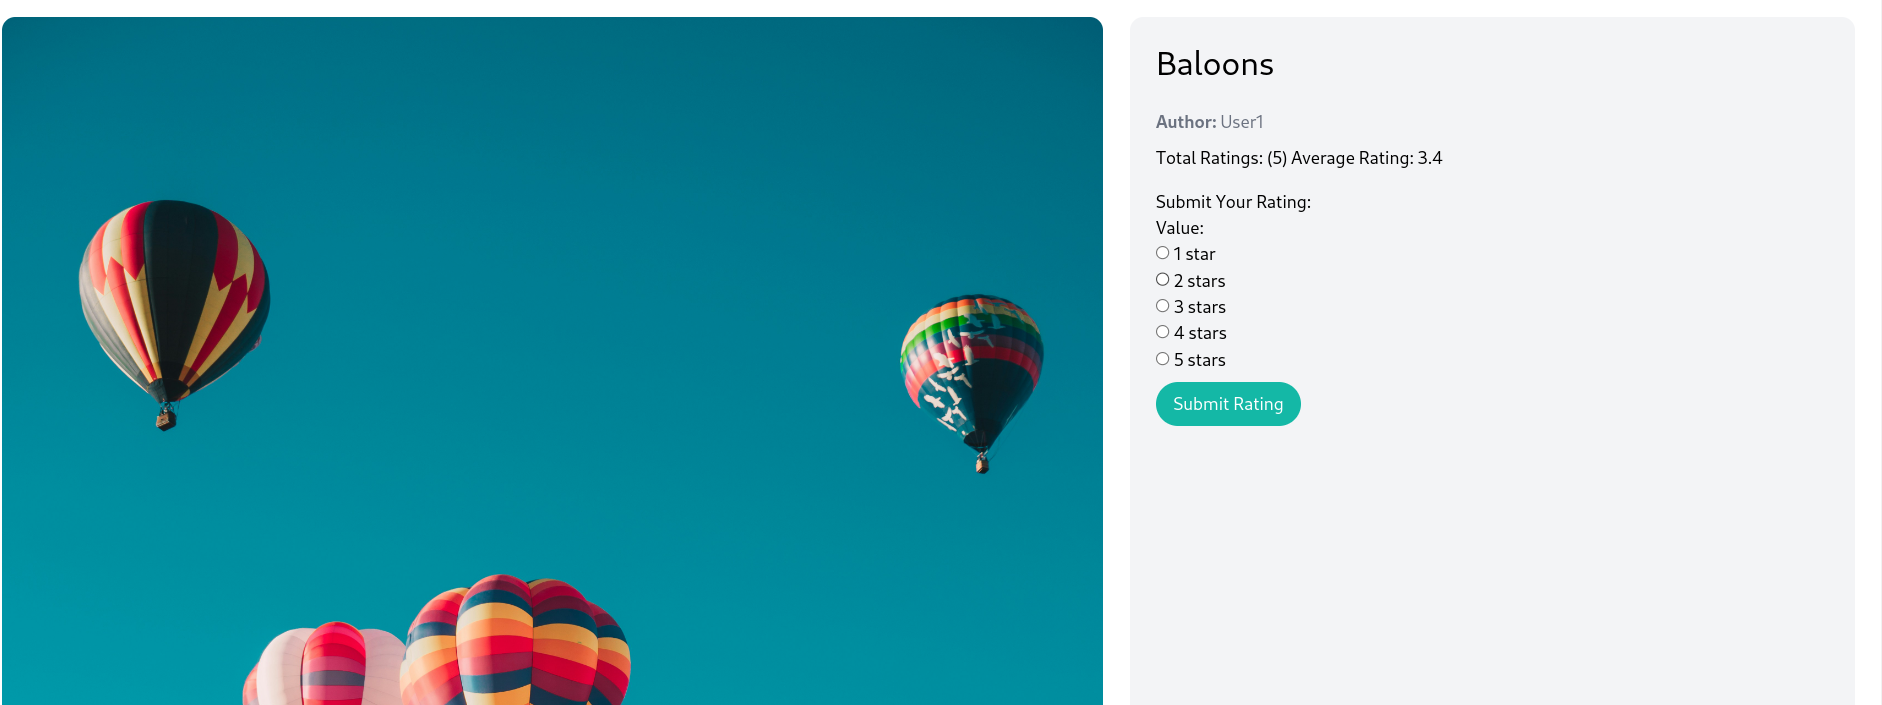 Baloons
Author: User1
Total Ratings: (5) Average Rating: 3.4
Submit Your Rating:
Value:
1 star
2 stars
3 stars
4 stars
5 stars
Submit Rating